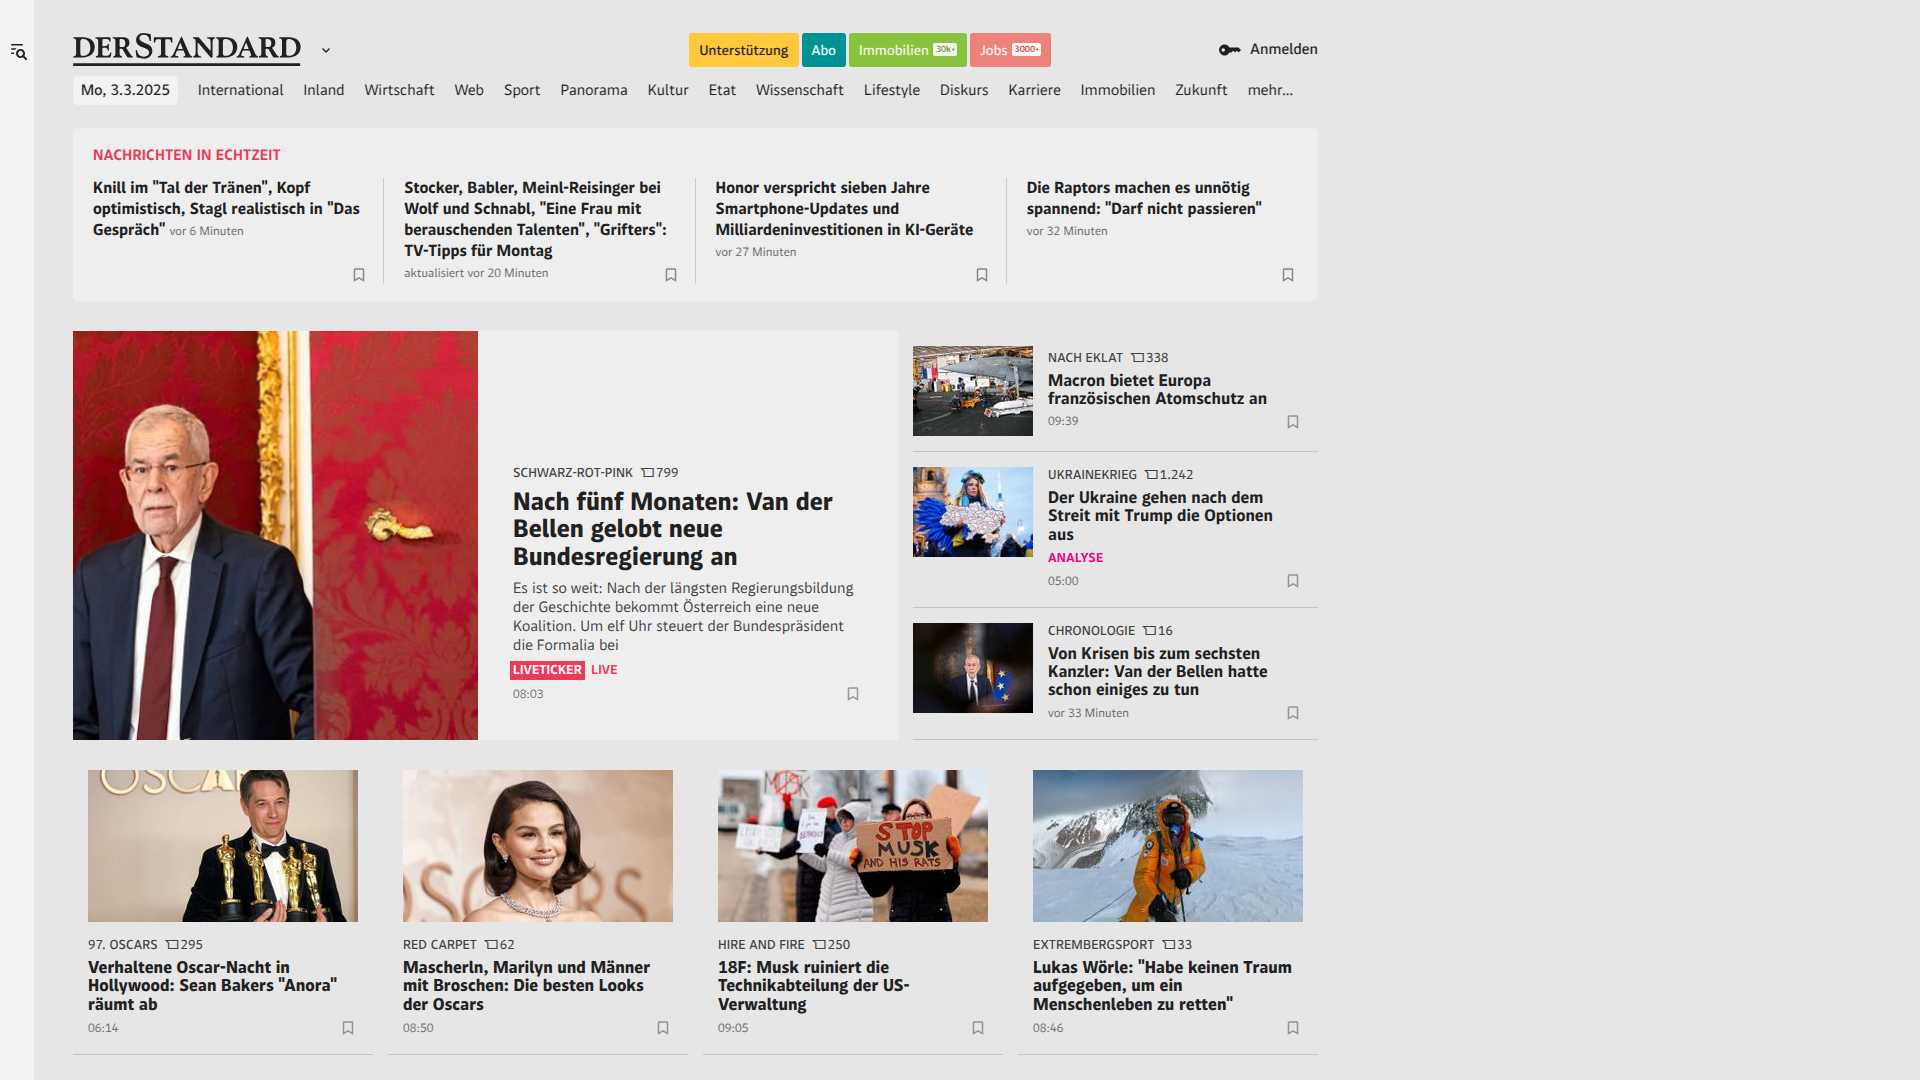 DERSTANDARD
Unterstützung
Abo
Immobilien 30k+
Jobs 3000+
Anmelden
Mo, 3.3.2025
International
Inland
Wirtschaft
Web
Sport
Panorama
Kultur
Etat
Wissenschaft
Lifestyle
Diskurs
Karriere
Immobilien
Zukunft
mehr...
NACHRICHTEN IN ECHTZEIT
Knill im "Tal der Tränen", Kopf
optimistisch, Stagl realistisch in "Das
Gespräch" vor 6 Minuten
Stocker, Babler, Meinl-Reisinger bei
Wolf und Schnabl, "Eine Frau mit
berauschenden Talenten", "Grifters":
TV-Tipps für Montag
aktualisiert vor 20 Minuten
Honor verspricht sieben Jahre
Smartphone-Updates und
Milliardeninvestitionen in KI-Geräte
vor 27 Minuten
Die Raptors machen es unnötig
spannend: "Darf nicht passieren"
vor 32 Minuten
SCHWARZ-ROT-PINK 799
Nach fünf Monaten: Van der
Bellen gelobt neue
Bundesregierung an
Es ist so weit: Nach der längsten Regierungsbildung
der Geschichte bekommt Österreich eine neue
Koalition. Um elf Uhr steuert der Bundespräsident
die Formalia bei
LIVETICKER LIVE
08:03
NACH EKLAT 338
Macron bietet Europa
französischen Atomschutz an
09:39
UKRAINEKRIEG 1.242
Der Ukraine gehen nach dem
Streit mit Trump die Optionen
aus
ANALYSE
05:00
CHRONOLOGIE 16
Von Krisen bis zum sechsten
Kanzler: Van der Bellen hatte
schon einiges zu tun
vor 33 Minuten
OSCAR
97. OSCARS 295
Verhaltene Oscar-Nacht in
Hollywood: Sean Bakers "Anora"
räumt ab
06:14
OSCARS
RED CARPET 62
Mascherln, Marilyn und Männer
mit Broschen: Die besten Looks
der Oscars
08:50
MUSK
STOP
MUSK
AND HIS RATS
HIRE AND FIRE 250
18F: Musk ruiniert die
Technikabteilung der US-
Verwaltung
09:05
EXTREMBERGSPORT 33
Lukas Wörle: "Habe keinen Traum
aufgegeben, um ein
Menschenleben zu retten"
08:46